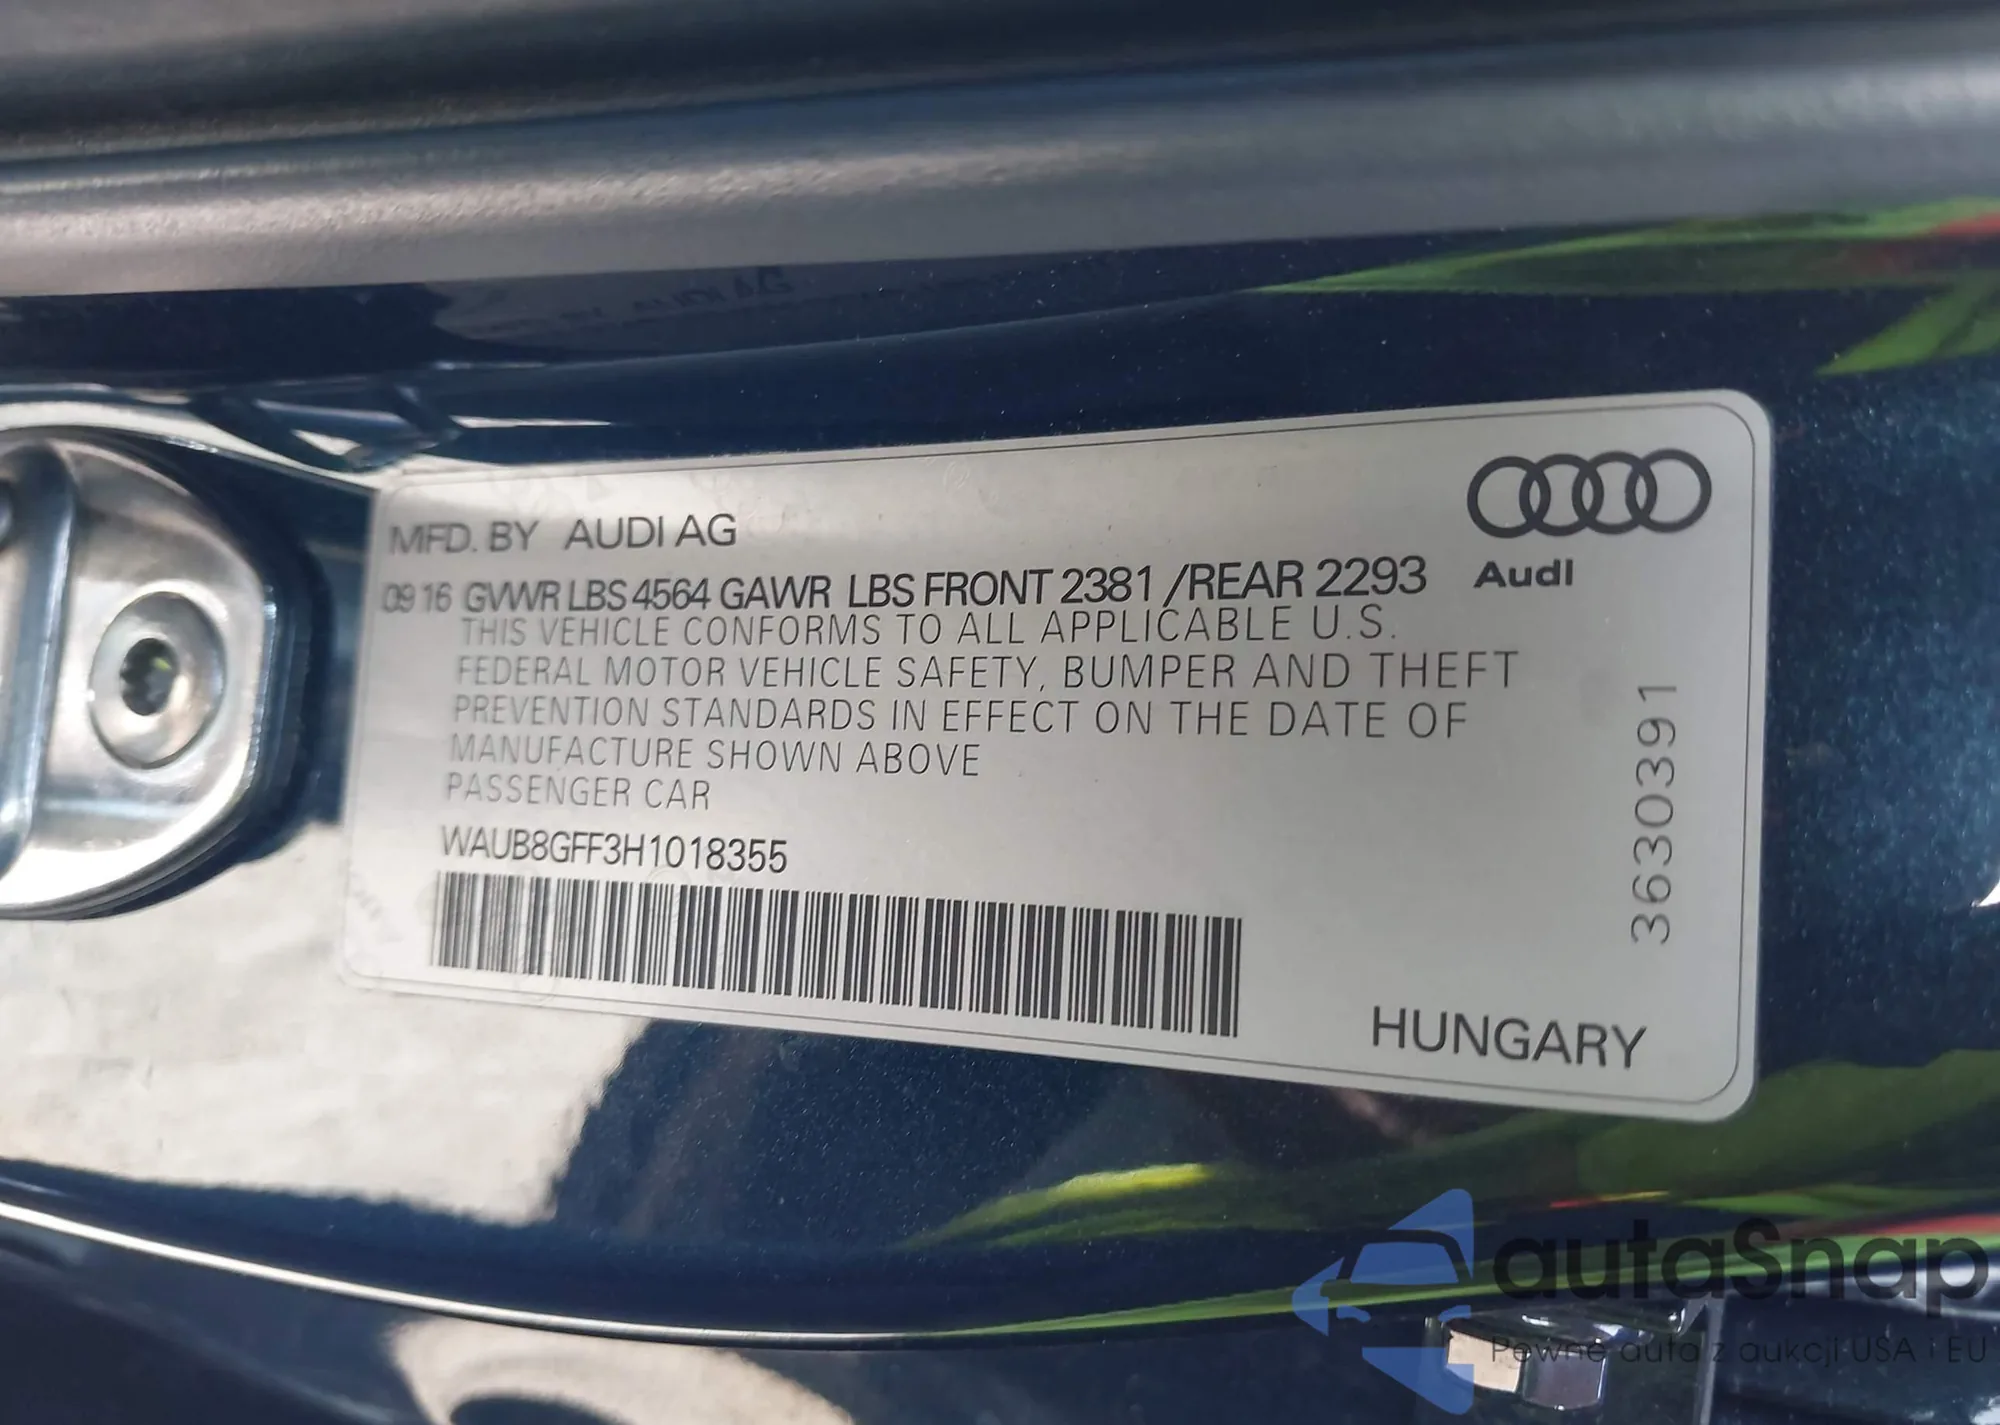 MFD. BY AUDI AG
09 16 GVWR LBS 4564 GAWR LBS FRONT 2381 /REAR 2293
Audi
THIS VEHICLE CONFORMS TO ALL APPLICABLE U.S.
FEDERAL MOTOR VEHICLE SAFETY, BUMPER AND THEFT
PREVENTION STANDARDS IN EFFECT ON THE DATE OF
MANUFACTURE SHOWN ABOVE
PASSENGER CAR
WAUB8GFF3H1018355
3630391
HUNGARY
autaSnap
Pewne auta z aukcji USA i EU